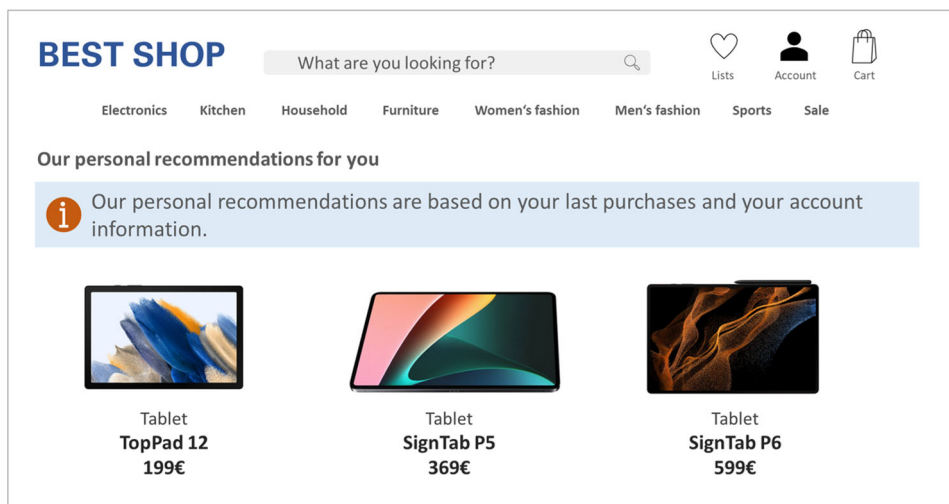 BEST SHOP
What are you looking for?
Lists
Account
Cart
Electronics Kitchen Household Furniture Women‘s fashion Men‘s fashion Sports Sale
Our personal recommendations for you
i
Our personal recommendations are based on your last purchases and your account
information.
Tablet
TopPad 12
199€
Tablet
SignTab P5
369€
Tablet
SignTab P6
599€